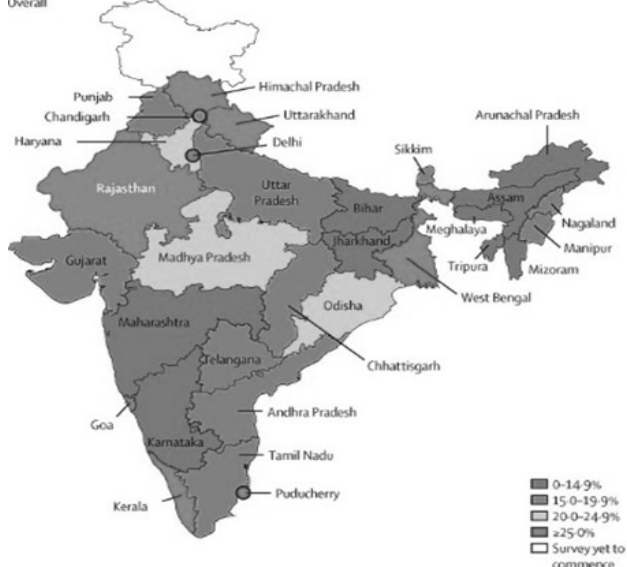 Overall
Himachal Pradesh
Punjab
Chandigarh
Uttarakhand
Arunachal Pradesh
Haryana
Delhi
Sikkim
Rajasthan
Uttar
Pradesh
Bihar
Assam
Nagaland
Meghalaya
Jharkhand
Manipur
Gujarat
Madhya Pradesh
Tripura
Mizoram
West Bengal
Odisha
Maharashtra
Telangana
Chhattisgarh
Andhra Pradesh
Goa
Karnataka
Tamil Nadu
Kerala
Puducherry
0–14·9%
15·0–19·9%
20·0–24·9%
≥25·0%
Survey yet to
commence